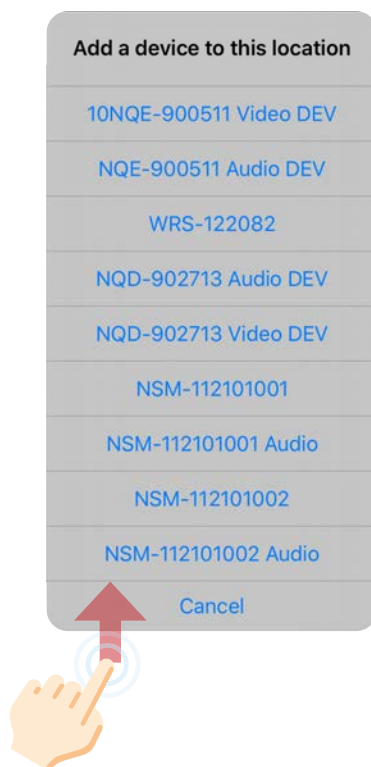 Add a device to this location
10NQE-900511 Video DEV
NQE-900511 Audio DEV
WRS-122082
NQD-902713 Audio DEV
NQD-902713 Video DEV
NSM-112101001
NSM-112101001 Audio
NSM-112101002
NSM-112101002 Audio
Cancel